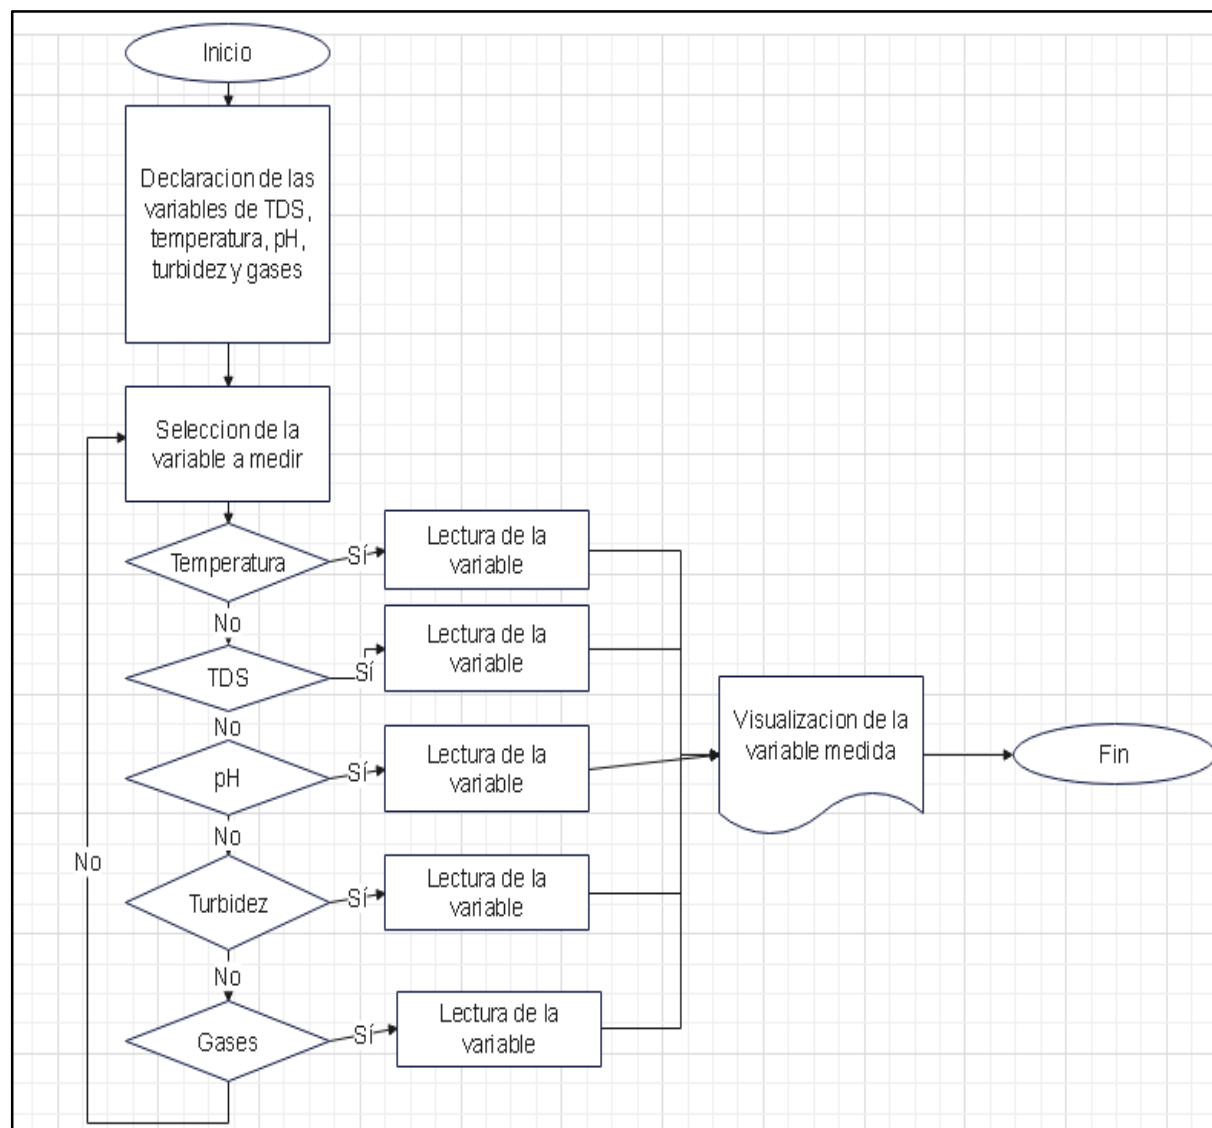 Inicio
Declaracion de las
variables de TDS,
temperatura, pH,
turbidez y gases
Seleccion de la
variable a medir
Temperatura
Sí
Lectura de la
variable
No
TDS
Sí
Lectura de la
variable
No
pH
Sí
Lectura de la
variable
No
Turbidez
Sí
Lectura de la
variable
No
Gases
Sí
Lectura de la
variable
No
Visualizacion de la
variable medida
Fin